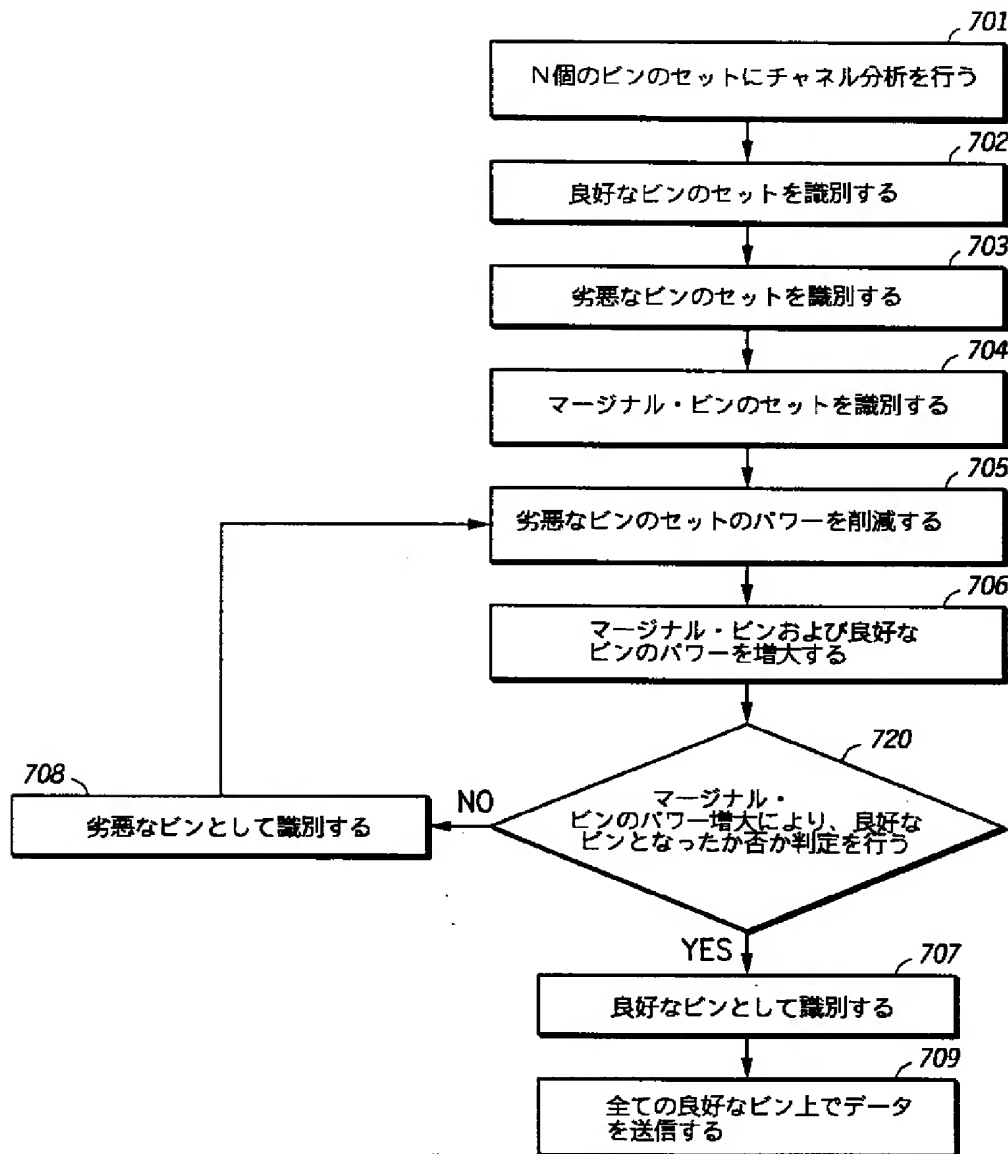 701
N個のビンのセットにチャネル分析を行う
702
良好なビンのセットを識別する
703
劣悪なビンのセットを識別する
704
マージナル・ビンのセットを識別する
705
劣悪なビンのセットのパワーを削減する
706
マージナル・ビンおよび良好な
ビンのパワーを増大する
720
マージナル・
ビンのパワー増大により、良好な
ビンとなったか否か判定を行う
708
NO
劣悪なビンとして識別する
YES
707
良好なビンとして識別する
709
全ての良好なビン上でデータ
を送信する